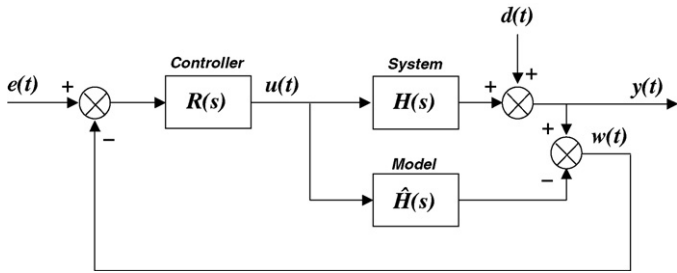 d(t)
Controller
System
e(t) + R(s) u(t) H(s) + + y(t)
−
+ w(t)
Model
Ĥ(s) −